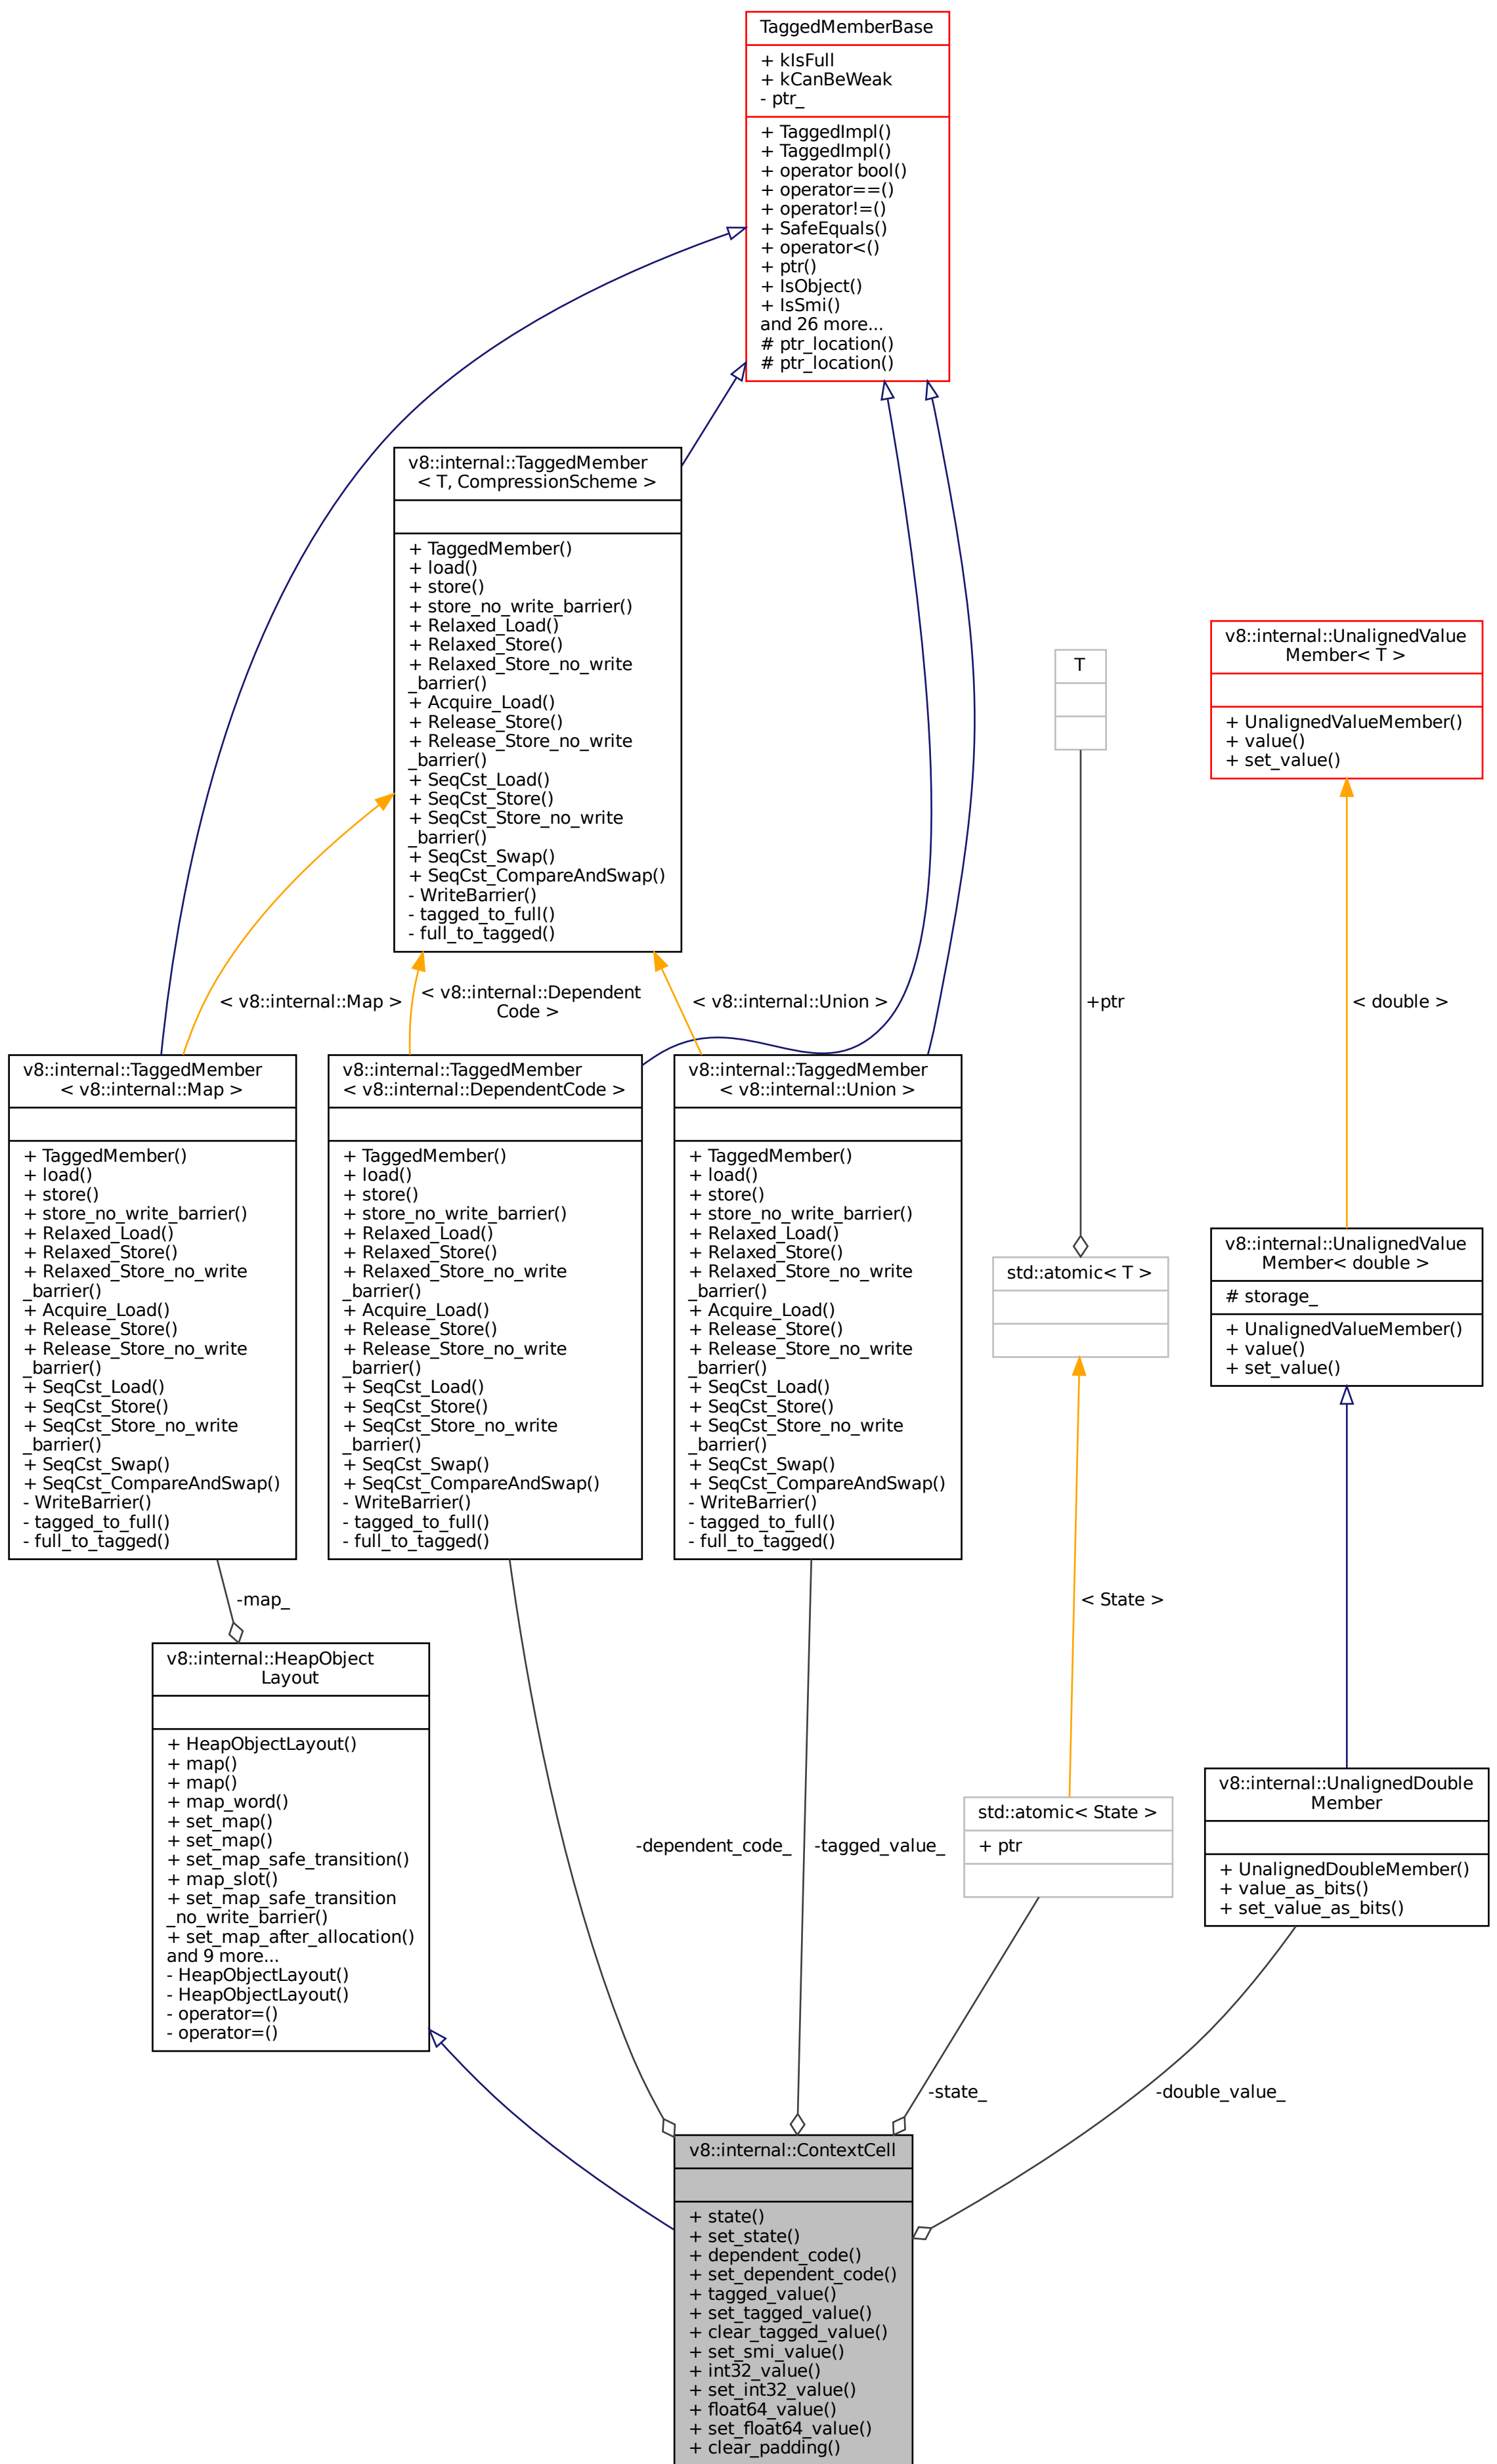 TaggedMemberBase
+ kIsFull
+ kCanBeWeak
- ptr_
+ TaggedImpl()
+ TaggedImpl()
+ operator bool()
+ operator==()
+ operator!=()
+ SafeEquals()
+ operator<()
+ ptr()
+ IsObject()
+ IsSmi()
and 26 more...
# ptr_location()
# ptr_location()
v8::internal::TaggedMember
< T, CompressionScheme >
+ TaggedMember()
+ load()
+ store()
+ store_no_write_barrier()
+ Relaxed_Load()
+ Relaxed_Store()
+ Relaxed_Store_no_write
_barrier()
+ Acquire_Load()
+ Release_Store()
+ Release_Store_no_write
_barrier()
+ SeqCst_Load()
+ SeqCst_Store()
+ SeqCst_Store_no_write
_barrier()
+ SeqCst_Swap()
+ SeqCst_CompareAndSwap()
- WriteBarrier()
- tagged_to_full()
- full_to_tagged()
T
v8::internal::UnalignedValue
Member< T >
+ UnalignedValueMember()
+ value()
+ set_value()
< v8::internal::Map >
< v8::internal::Dependent
Code >
< v8::internal::Union >
+ptr
< double >
v8::internal::TaggedMember
< v8::internal::Map >
+ TaggedMember()
+ load()
+ store()
+ store_no_write_barrier()
+ Relaxed_Load()
+ Relaxed_Store()
+ Relaxed_Store_no_write
_barrier()
+ Acquire_Load()
+ Release_Store()
+ Release_Store_no_write
_barrier()
+ SeqCst_Load()
+ SeqCst_Store()
+ SeqCst_Store_no_write
_barrier()
+ SeqCst_Swap()
+ SeqCst_CompareAndSwap()
- WriteBarrier()
- tagged_to_full()
- full_to_tagged()
v8::internal::TaggedMember
< v8::internal::DependentCode >
+ TaggedMember()
+ load()
+ store()
+ store_no_write_barrier()
+ Relaxed_Load()
+ Relaxed_Store()
+ Relaxed_Store_no_write
_barrier()
+ Acquire_Load()
+ Release_Store()
+ Release_Store_no_write
_barrier()
+ SeqCst_Load()
+ SeqCst_Store()
+ SeqCst_Store_no_write
_barrier()
+ SeqCst_Swap()
+ SeqCst_CompareAndSwap()
- WriteBarrier()
- tagged_to_full()
- full_to_tagged()
v8::internal::TaggedMember
< v8::internal::Union >
+ TaggedMember()
+ load()
+ store()
+ store_no_write_barrier()
+ Relaxed_Load()
+ Relaxed_Store()
+ Relaxed_Store_no_write
_barrier()
+ Acquire_Load()
+ Release_Store()
+ Release_Store_no_write
_barrier()
+ SeqCst_Load()
+ SeqCst_Store()
+ SeqCst_Store_no_write
_barrier()
+ SeqCst_Swap()
+ SeqCst_CompareAndSwap()
- WriteBarrier()
- tagged_to_full()
- full_to_tagged()
std::atomic< T >
v8::internal::UnalignedValue
Member< double >
# storage_
+ UnalignedValueMember()
+ value()
+ set_value()
-map_
< State >
v8::internal::HeapObject
Layout
+ HeapObjectLayout()
+ map()
+ map()
+ map_word()
+ set_map()
+ set_map()
+ set_map_safe_transition()
+ map_slot()
+ set_map_safe_transition
_no_write_barrier()
+ set_map_after_allocation()
and 9 more...
- HeapObjectLayout()
- HeapObjectLayout()
- operator=()
- operator=()
-dependent_code_
-tagged_value_
std::atomic< State >
+ ptr
v8::internal::UnalignedDouble
Member
+ UnalignedDoubleMember()
+ value_as_bits()
+ set_value_as_bits()
-state_
-double_value_
v8::internal::ContextCell
+ state()
+ set_state()
+ dependent_code()
+ set_dependent_code()
+ tagged_value()
+ set_tagged_value()
+ clear_tagged_value()
+ set_smi_value()
+ int32_value()
+ set_int32_value()
+ float64_value()
+ set_float64_value()
+ clear_padding()